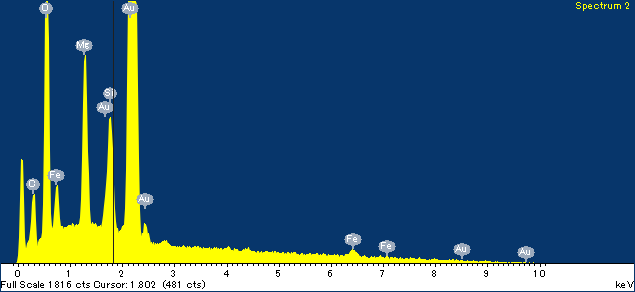 Spectrum 2
O
Au
Mg
Si
Au
Fe
O
Au
Fe
Fe
Au
Au
0 1 2 3 4 5 6 7 8 9 10
Full Scale 1816 cts Cursor: 1.802 (481 cts) keV